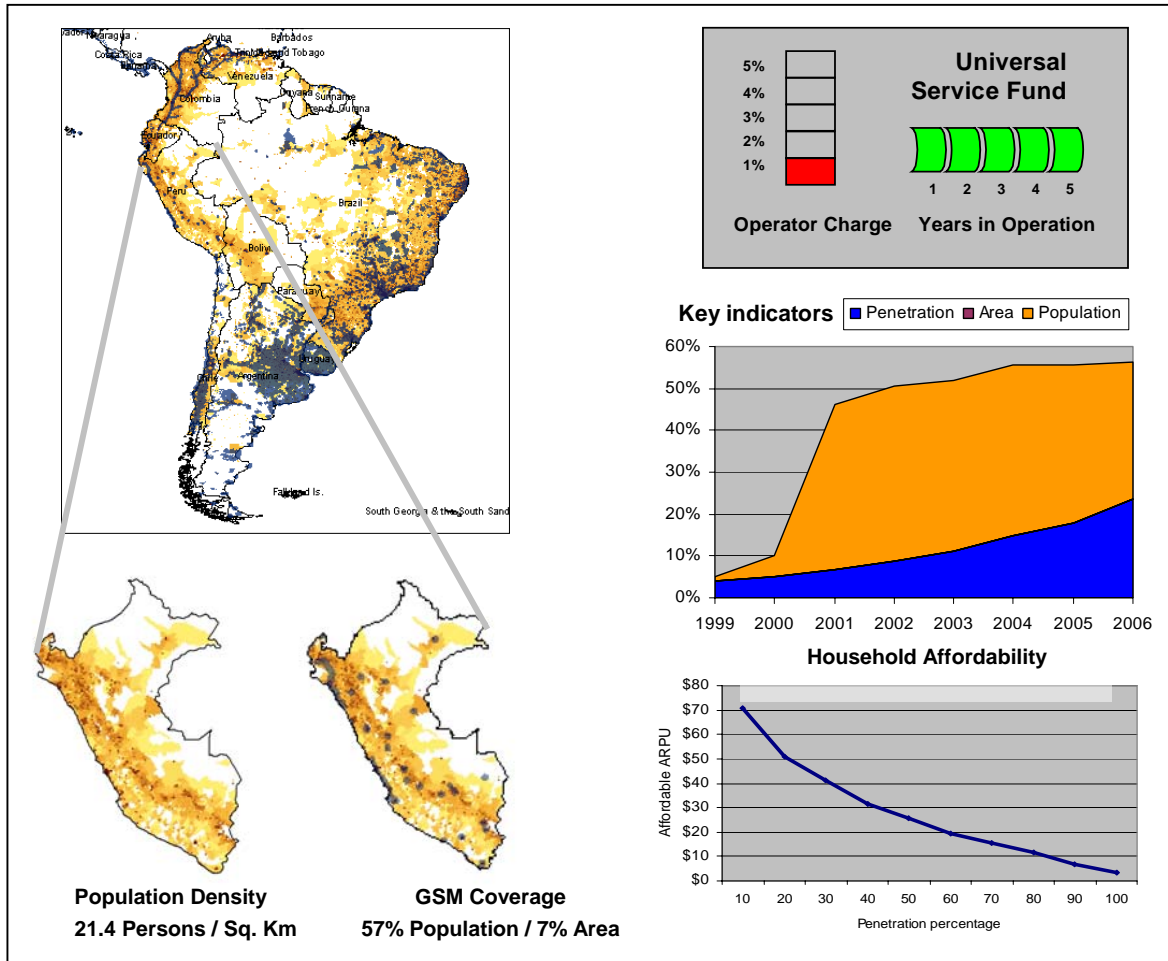 Nicaragua
Aruba
Barbados
Costa Rica
Trinidad and Tobago
Venezuela
Guyana
Suriname
French Guiana
Colombia
Ecuador
Peru
Brazil
Boliv
Paraguay
Urugua
Argentina
Falkland Is.
South Georgia & the South Sand
5%
4%
3%
2%
1%
Universal
Service Fund
1 2 3 4 5
Operator Charge
Years in Operation
Key indicators
Penetration Area Population
60%
50%
40%
30%
20%
10%
0%
1999 2000 2001 2002 2003 2004 2005 2006
Household Affordability
$80
$70
$60
$50
$40
$30
$20
$10
$0
Affordable ARPU
10 20 30 40 50 60 70 80 90 100
Penetration percentage
Population Density
21.4 Persons / Sq. Km
GSM Coverage
57% Population / 7% Area